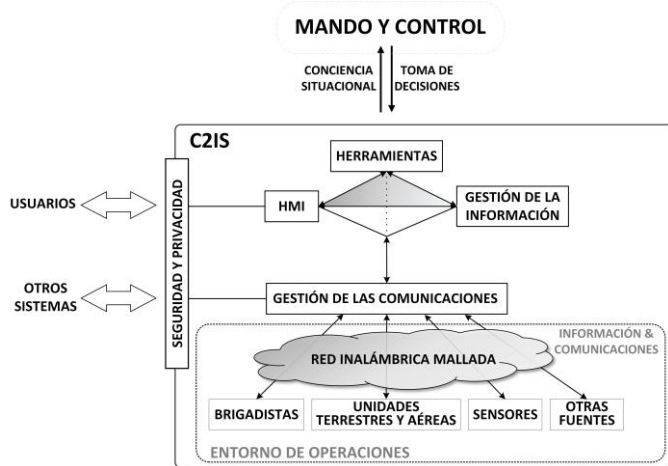 MANDO Y CONTROL
CONCIENCIA
SITUACIONAL
TOMA DE
DECISIONES
C2IS
HERRAMIENTAS
USUARIOS
HMI
GESTIÓN DE LA
INFORMACIÓN
SEGURIDAD Y PRIVACIDAD
OTROS
SISTEMAS
GESTIÓN DE LAS COMUNICACIONES
INFORMACIÓN &
COMUNICACIONES
RED INALÁMBRICA MALLADA
BRIGADISTAS
UNIDADES
TERRESTRES Y AÉREAS
SENSORES
OTRAS
FUENTES
ENTORNO DE OPERACIONES